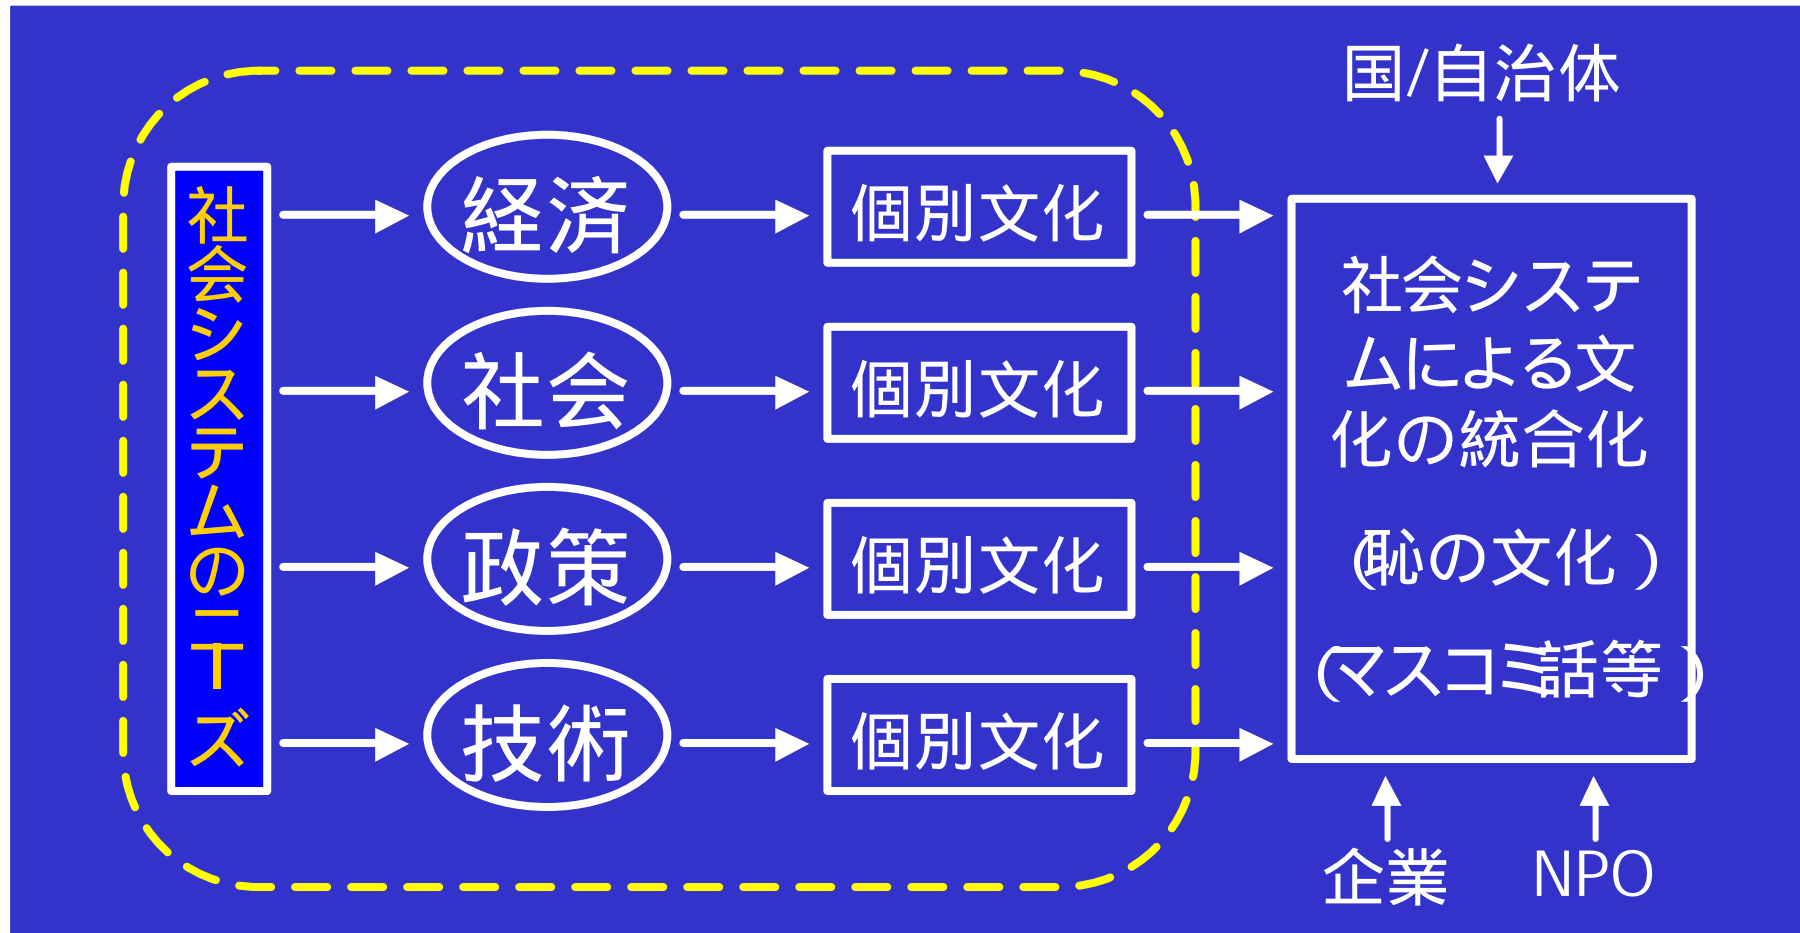 国/自治体
社会システムのニーズ
経済
個別文化
社会
個別文化
政策
個別文化
技術
個別文化
社会システ
ムによる文
化の統合化
(恥の文化)
(マスコミ話等)
企業
NPO